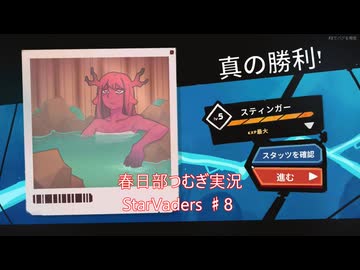 真の勝利!
Lv.5
スティンガー
EXP最大
スタッツを確認
進む
春日部つむぎ実況
StarVaders ♯8